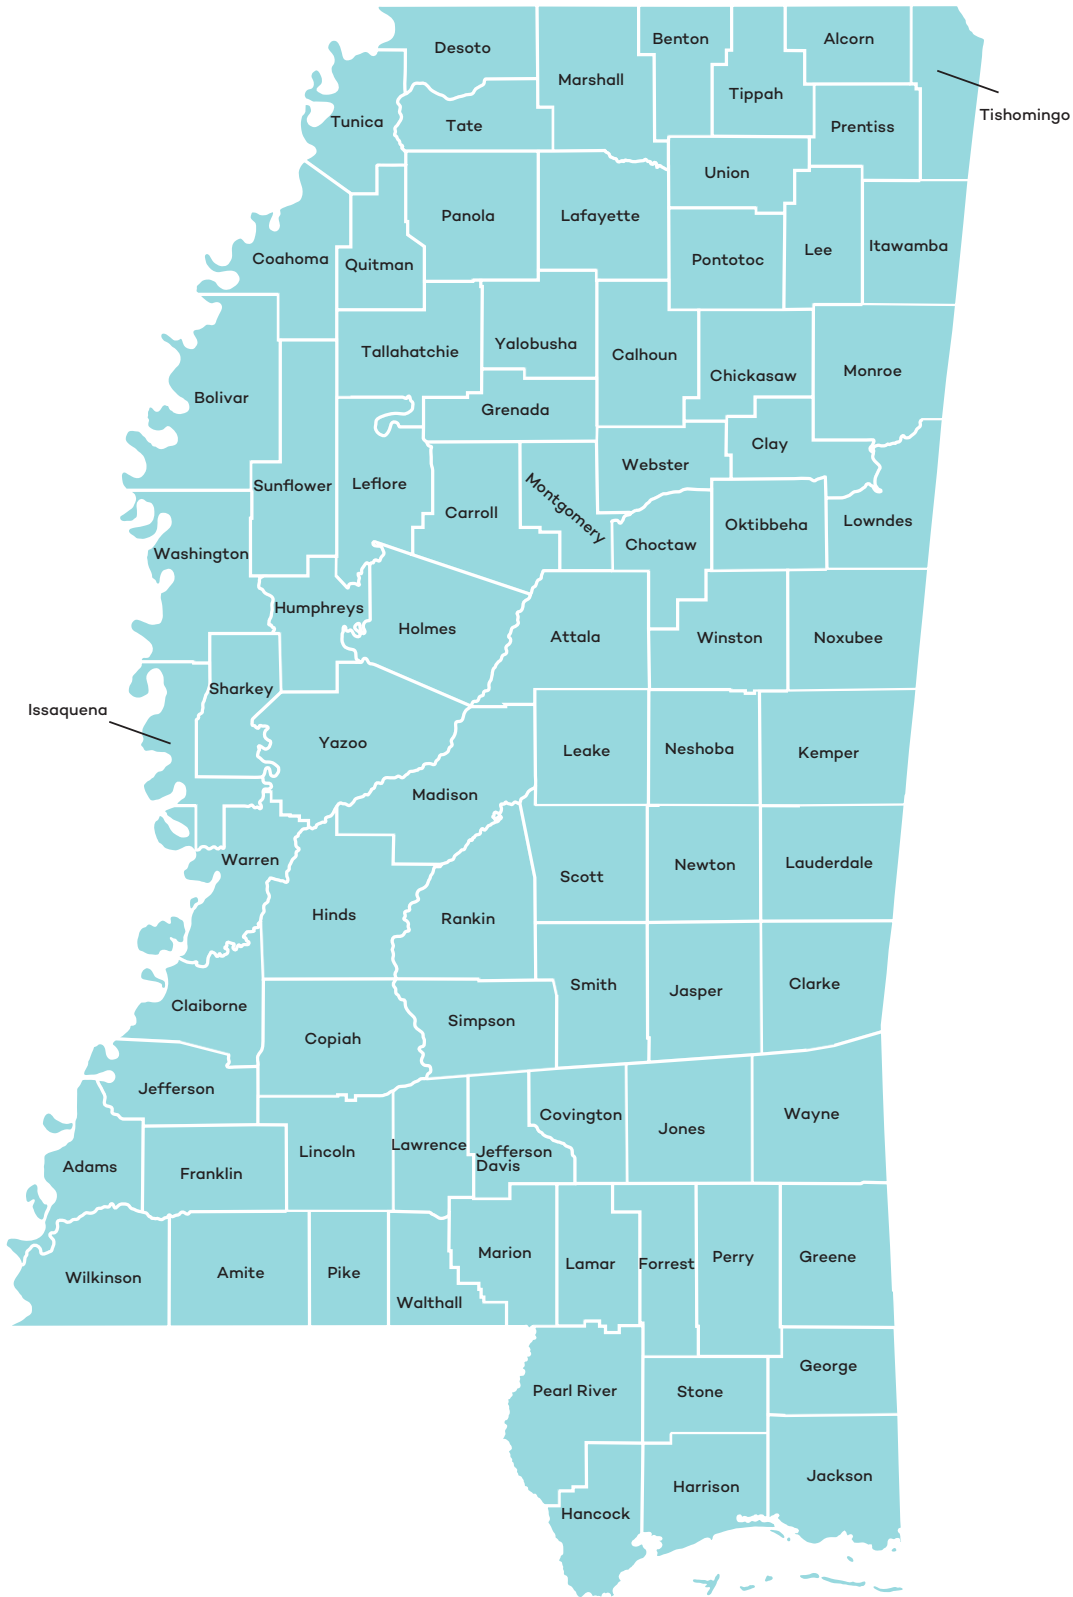 Desoto
Benton
Alcorn
Marshall
Tippah
Tishomingo
Tunica
Tate
Prentiss
Union
Panola
Lafayette
Coahoma
Quitman
Pontotoc
Lee
Itawamba
Tallahatchie
Yalobusha
Calhoun
Chickasaw
Monroe
Bolivar
Grenada
Clay
Webster
Sunflower
Leflore
Carroll
Montgomery
Choctaw
Oktibbeha
Lowndes
Washington
Humphreys
Holmes
Attala
Winston
Noxubee
Sharkey
Issaquena
Yazoo
Leake
Neshoba
Kemper
Madison
Warren
Scott
Newton
Lauderdale
Hinds
Rankin
Smith
Jasper
Clarke
Claiborne
Copiah
Simpson
Jefferson
Covington
Jones
Wayne
Adams
Franklin
Lincoln
Lawrence
Jefferson
Davis
Wilkinson
Amite
Pike
Walthall
Marion
Lamar
Forrest
Perry
Greene
George
Pearl River
Stone
Jackson
Harrison
Hancock